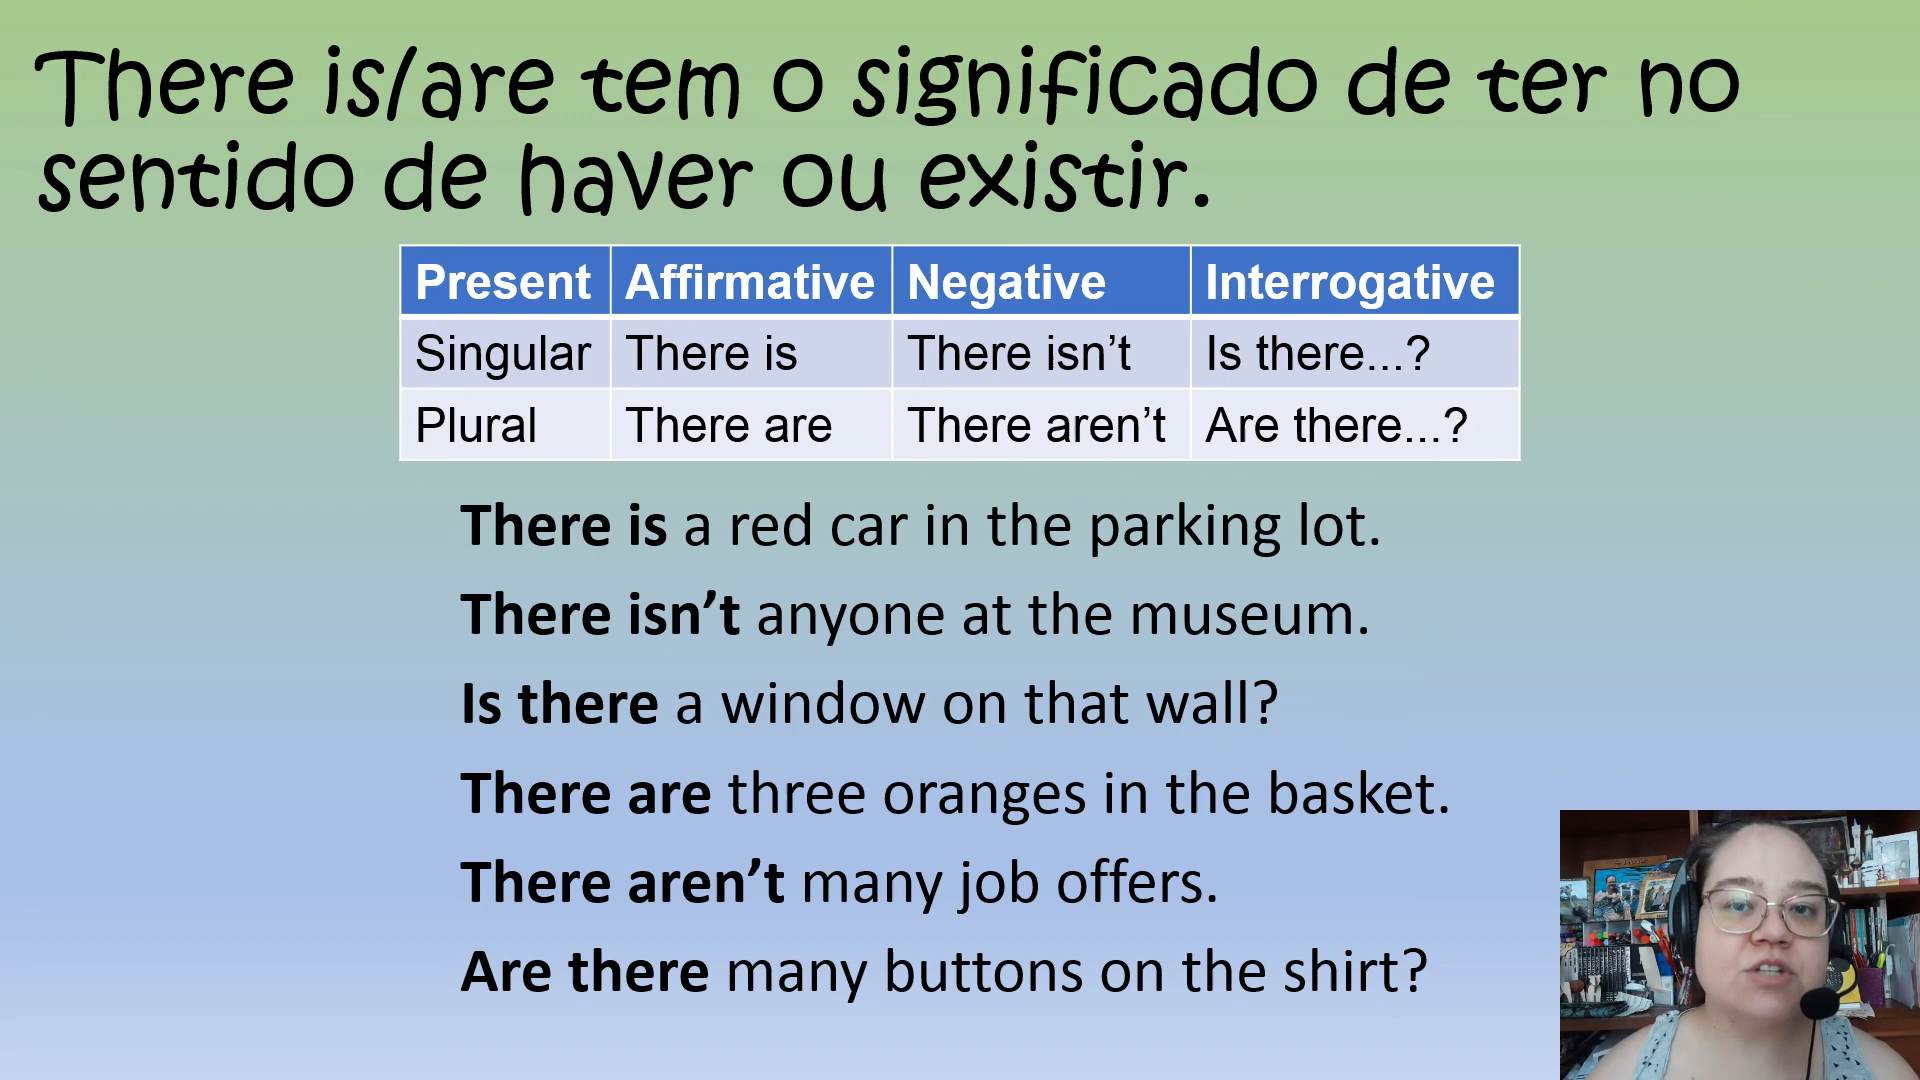 There is/are tem o significado de ter no
sentido de haver ou existir.
Present Affirmative Negative Interrogative
Singular There is There isn’t Is there...?
Plural There are There aren’t Are there...?
There is a red car in the parking lot.
There isn’t anyone at the museum.
Is there a window on that wall?
There are three oranges in the basket.
There aren’t many job offers.
Are there many buttons on the shirt?